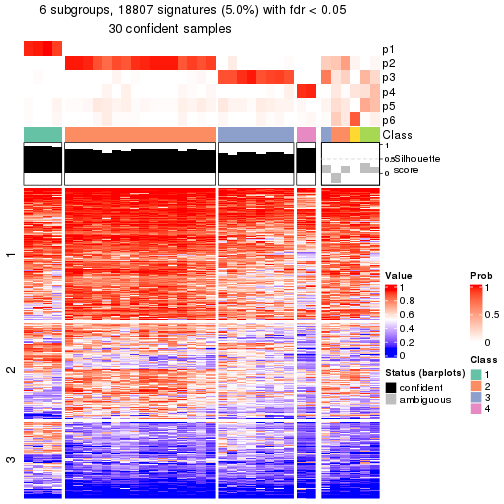 6 subgroups, 18807 signatures (5.0%) with fdr < 0.05
30 confident samples
p1
p2
p3
p4
p5
p6
Class
1
0.5
0
Silhouette
score
1
2
3
Value
1
0.8
0.6
0.4
0.2
0
Status (barplots)
confident
ambiguous
Prob
1
0.5
0
Class
1
2
3
4